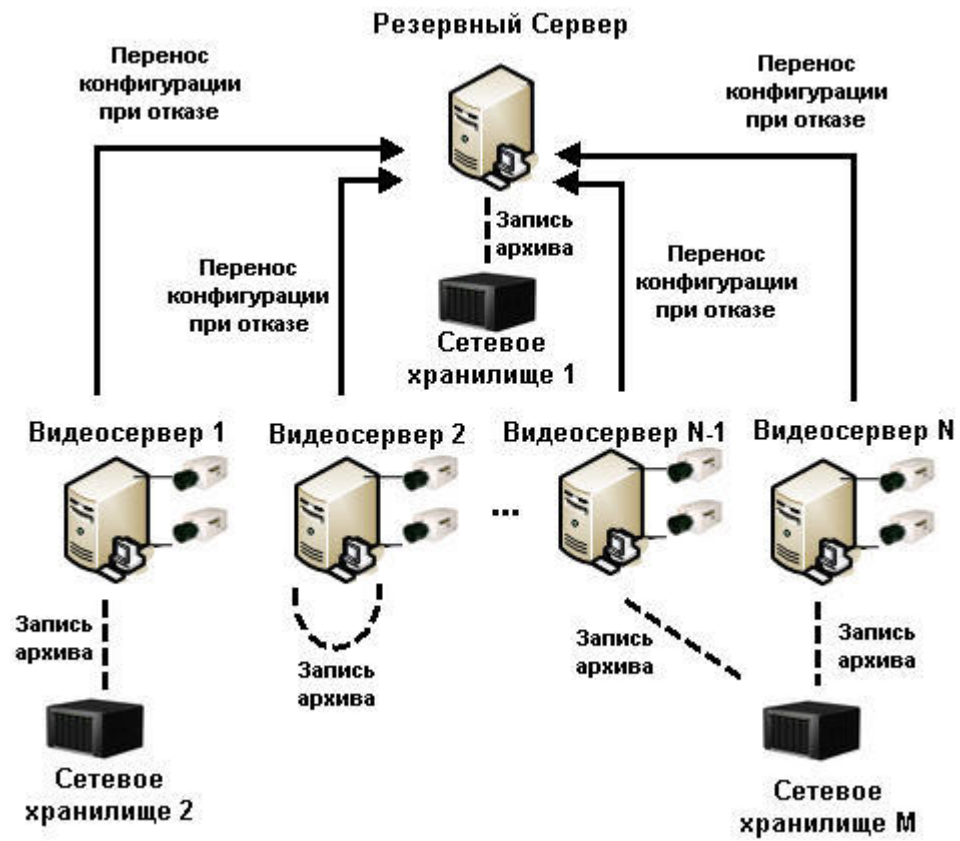 Резервный Сервер
Перенос
конфигурации
при отказе
Перенос
конфигурации
при отказе
Запись
архива
Перенос
конфигурации
при отказе
Перенос
конфигурации
при отказе
Сетевое
хранилище 1
Видеосервер 1
Видеосервер 2
Видеосервер N-1
Видеосервер N
...
Запись
архива
Запись
архива
Запись
архива
Запись
архива
Сетевое
хранилище 2
Сетевое
хранилище M